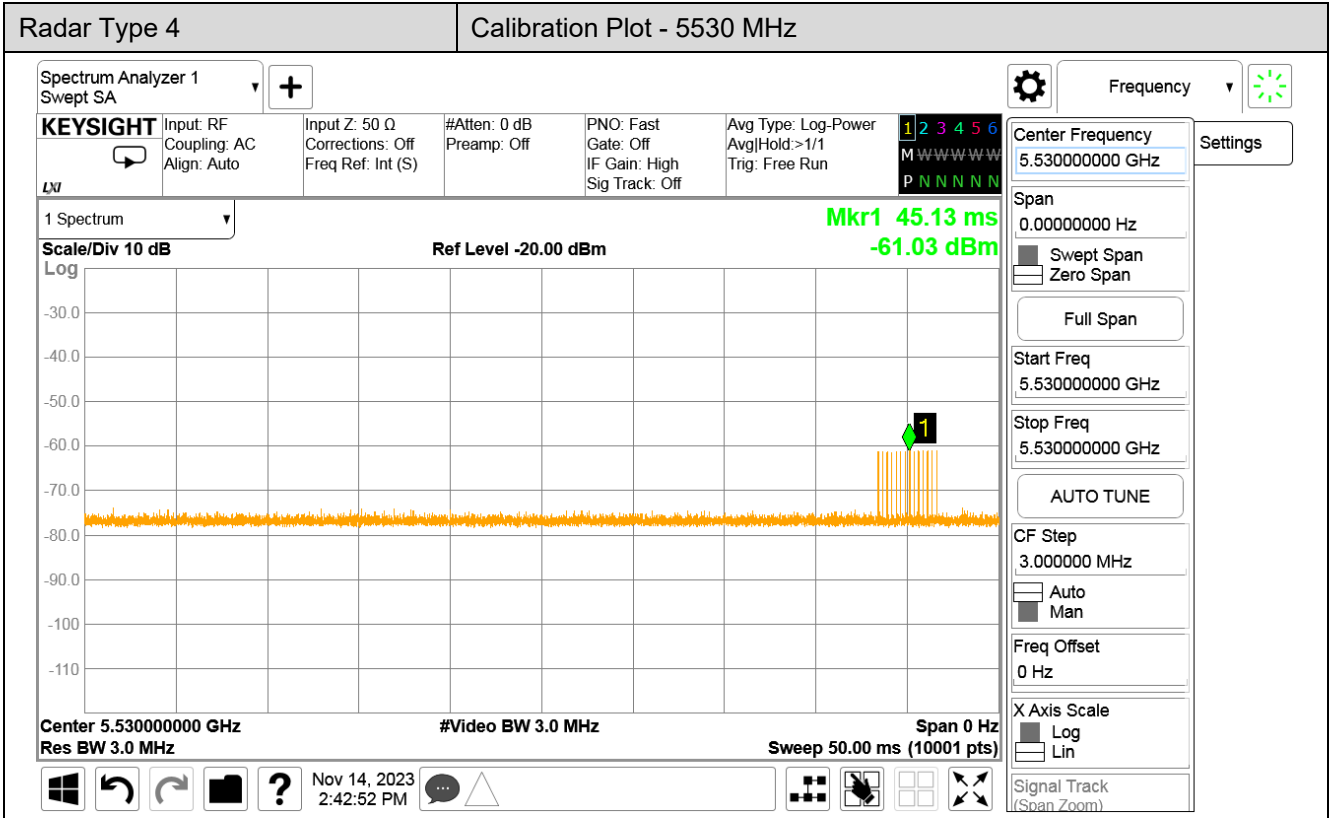 Radar Type 4
Calibration Plot - 5530 MHz
Spectrum Analyzer 1
Swept SA
Frequency
KEYSIGHT
LXI
Input: RF
Coupling: AC
Align: Auto
Input Z: 50 Ω
Corrections: Off
Freq Ref: Int (S)
#Atten: 0 dB
Preamp: Off
PNO: Fast
Gate: Off
IF Gain: High
Sig Track: Off
Avg Type: Log-Power
Avg|Hold:>1/1
Trig: Free Run
1 2 3 4 5 6
M W W W W W
P N N N N N
Settings
1 Spectrum
Mkr1 45.13 ms
-61.03 dBm
Scale/Div 10 dB
Ref Level -20.00 dBm
Log
-30.0
-40.0
-50.0
-60.0
-70.0
-80.0
-90.0
-100
-110
1
Center 5.530000000 GHz
Res BW 3.0 MHz
#Video BW 3.0 MHz
Span 0 Hz
Sweep 50.00 ms (10001 pts)
Center Frequency
5.530000000 GHz
Span
0.00000000 Hz
Swept Span
Zero Span
Full Span
Start Freq
5.530000000 GHz
Stop Freq
5.530000000 GHz
AUTO TUNE
CF Step
3.000000 MHz
Auto
Man
Freq Offset
0 Hz
X Axis Scale
Log
Lin
Signal Track
(Span Zoom)
?
Nov 14, 2023
2:42:52 PM